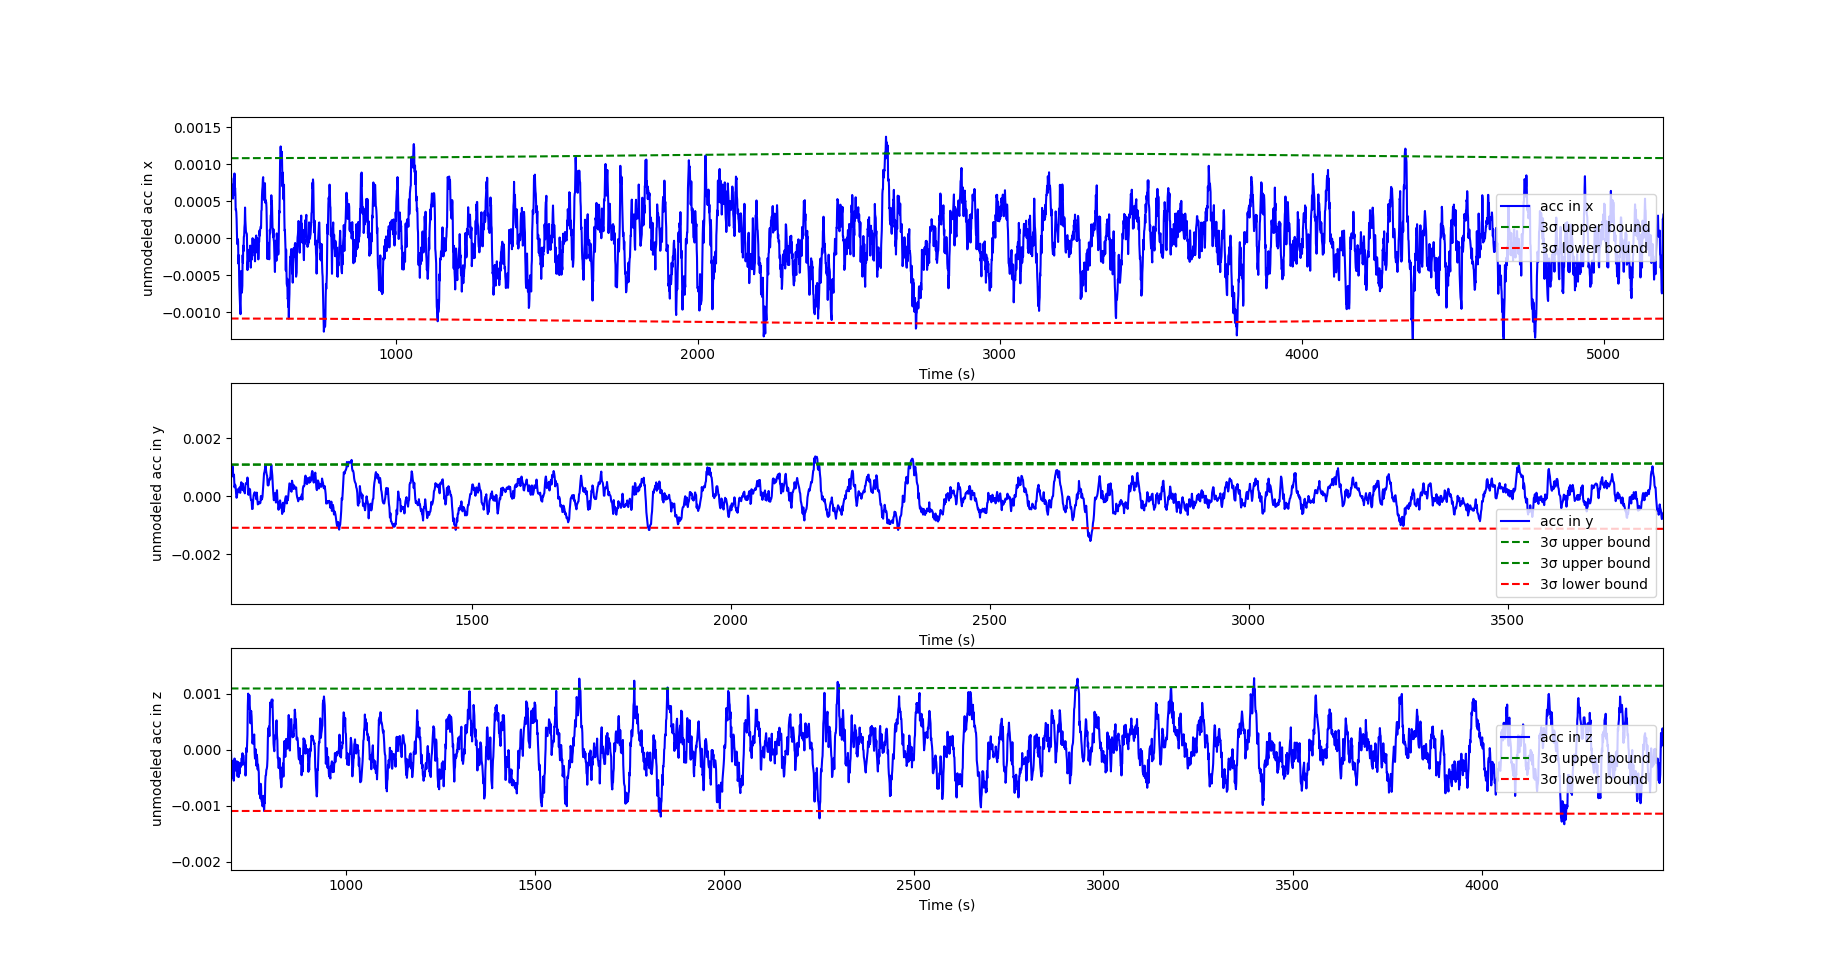 unmodeled acc in x
0.0015
0.0010
0.0005
0.0000
−0.0005
−0.0010
acc in x
3σ upper bound
3σ lower bound
1000 2000 3000 4000 5000
Time (s)
unmodeled acc in y
0.002
0.000
−0.002
acc in y
3σ upper bound
3σ upper bound
3σ lower bound
1500 2000 2500 3000 3500
Time (s)
unmodeled acc in z
0.001
0.000
−0.001
−0.002
acc in z
3σ upper bound
3σ lower bound
1000 1500 2000 2500 3000 3500 4000
Time (s)